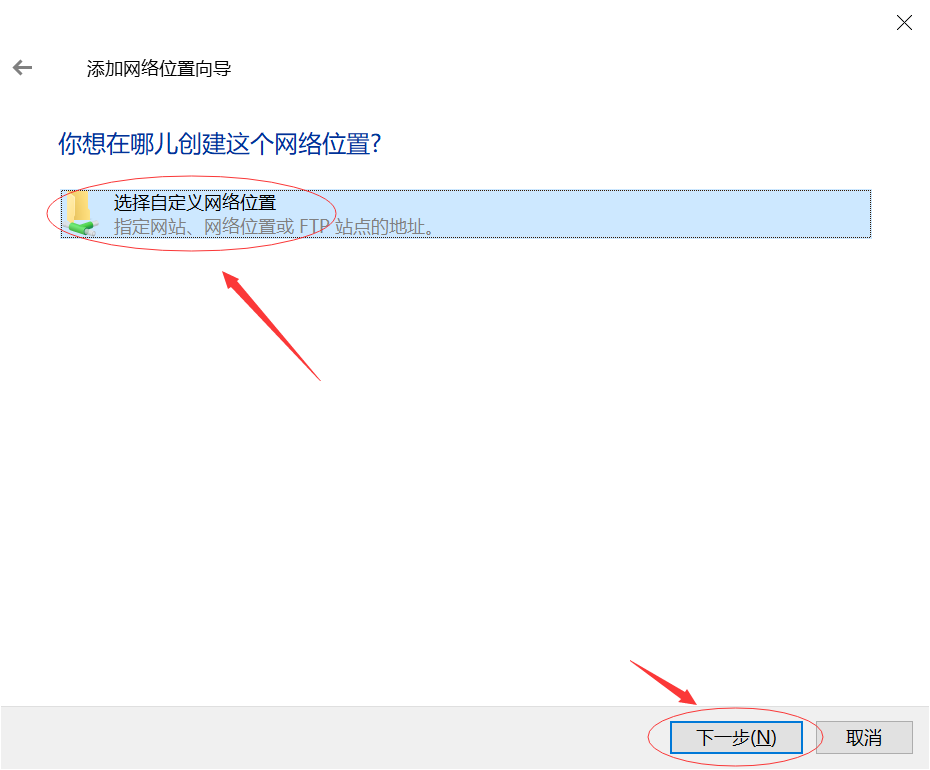 添加网络位置向导
你想在哪儿创建这个网络位置?
选择自定义网络位置
指定网站、网络位置或 FTP 站点的地址。
下一步(N)
取消